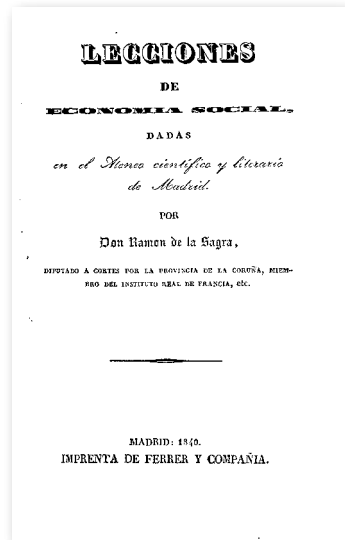 LECCIONES
DE
ECONOMIA SOCIAL,
DADAS
en el Ateneo científico y literario
de Madrid.
POR
Don Ramon de la Sagra,
DIPUTADO A CORTES POR LA PROVINCIA DE LA CORUÑA, MIEM-
BRO DEL INSTITUTO REAL DE FRANCIA, etc.
MADRID: 1840.
IMPRENTA DE FERRER Y COMPAÑIA.